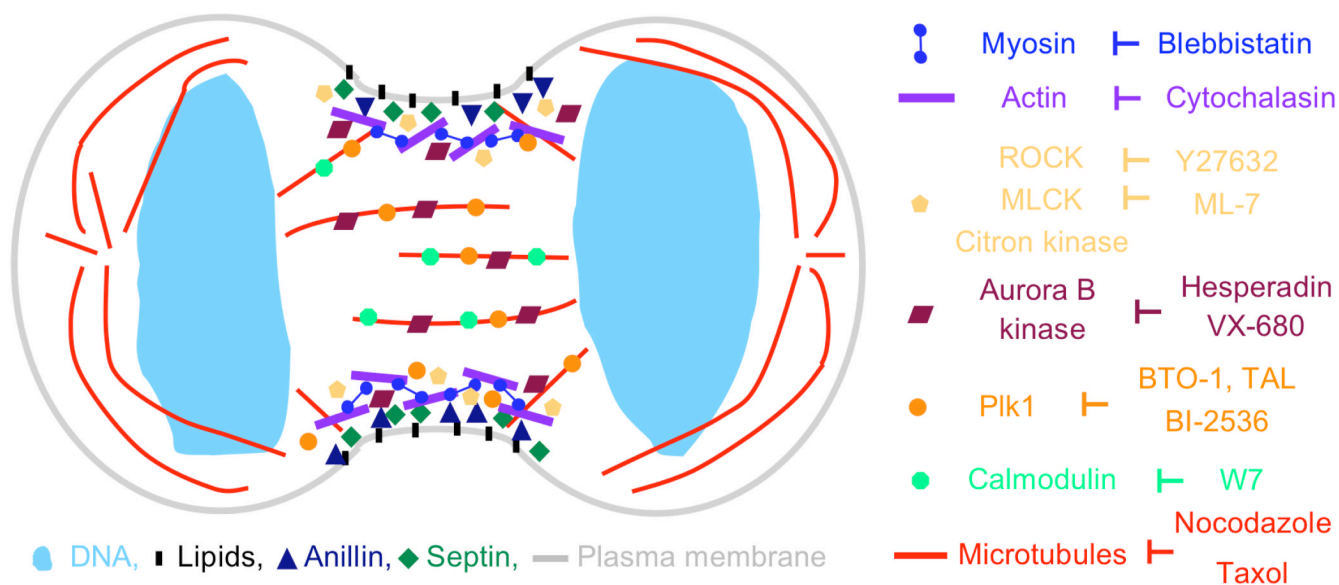 Myosin Blebbistatin
Actin Cytochalasin
ROCK Y27632
MLCK ML-7
Citron kinase
Aurora B Hesperadin
kinase VX-680
Plk1 BTO-1, TAL
BI-2536
Calmodulin W7
Microtubules Nocodazole
Taxol
DNA, Lipids, Anillin, Septin, Plasma membrane